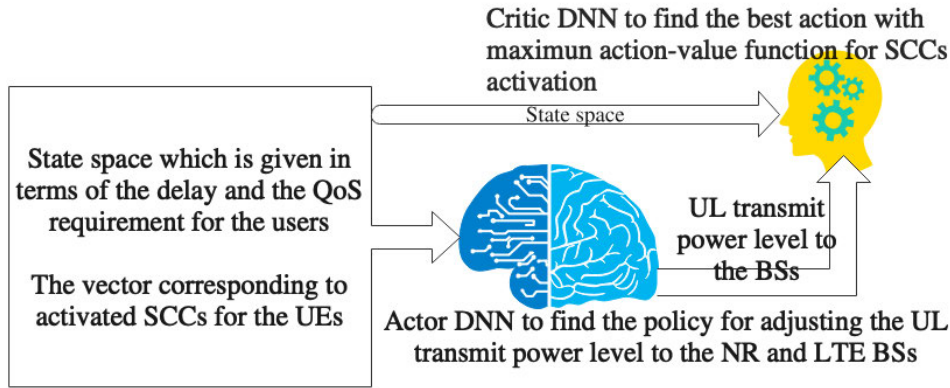 Critic DNN to find the best action with
maximun action-value function for SCCs
activation
State space
State space which is given in
terms of the delay and the QoS
requirement for the users
The vector corresponding to
activated SCCs for the UEs
UL transmit
power level to
the BSs
Actor DNN to find the policy for adjusting the UL
transmit power level to the NR and LTE BSs